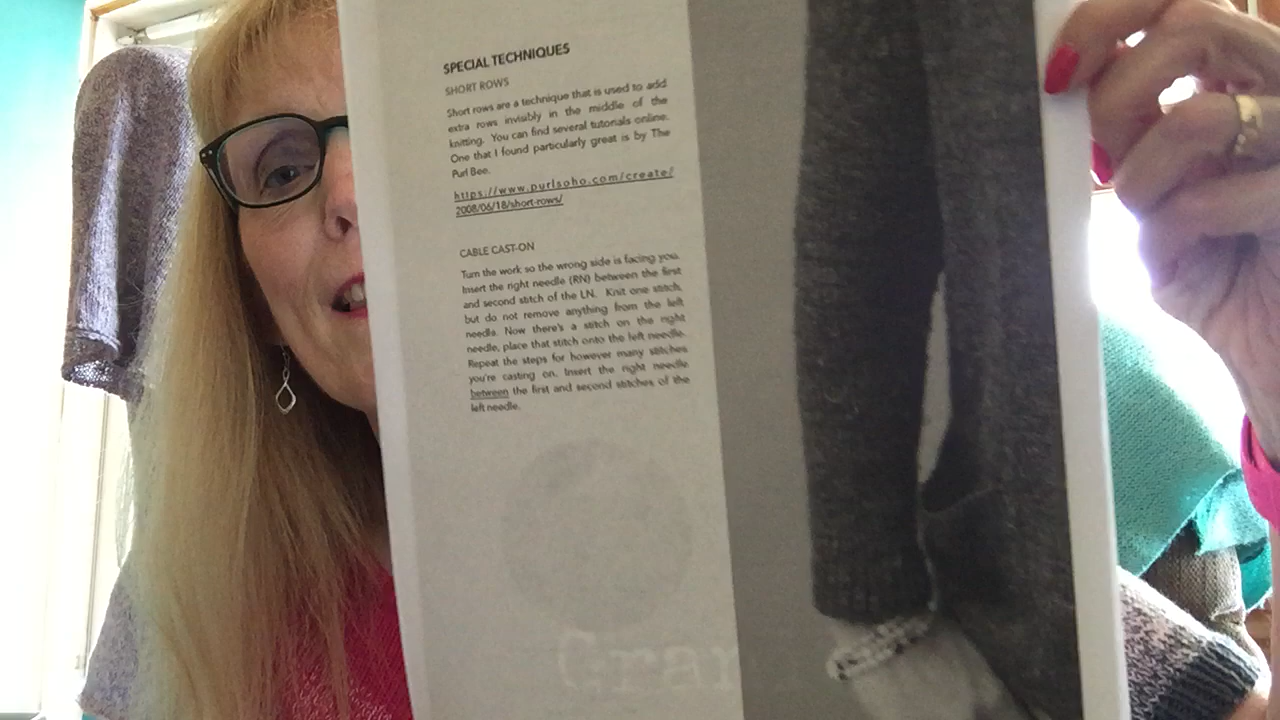 SPECIAL TECHNIQUES
SHORT ROWS
Short rows are a technique that is used to add
extra rows invisibly in the middle of the
knitting. You can find several tutorials online.
One that I found particularly great is by The
Purl Bee.
https://www.purlsoho.com/create/
2008/06/18/short-rows/
CABLE CAST-ON
Turn the work so the wrong side is facing you.
Insert the right needle (RN) between the first
and second stitch of the LN. Knit one stitch,
but do not remove anything from the left
needle. Now there's a stitch on the right
needle, place that stitch onto the left needle.
Repeat the steps for however many stitches
you're casting on. Insert the right needle
between the first and second stitches of the
left needle.